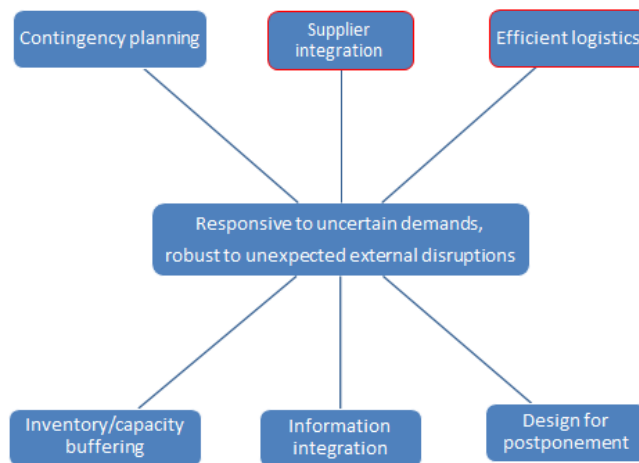 Contingency planning
Supplier
integration
Efficient logistics
Responsive to uncertain demands,
robust to unexpected external disruptions
Inventory/capacity
buffering
Information
integration
Design for
postponement